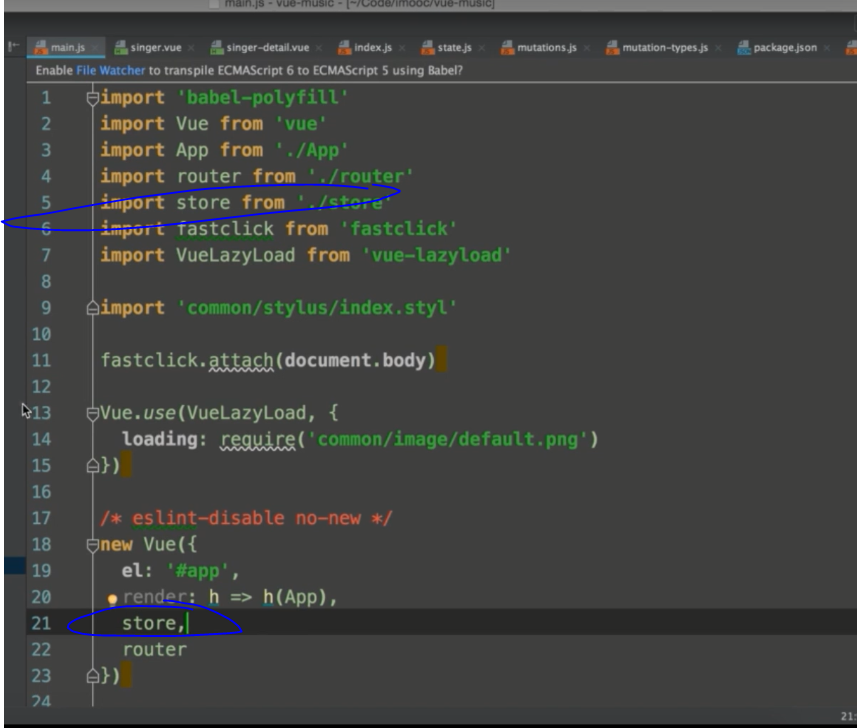 main.js - vue-music - [~/Code/imooc/vue-music]
main.js singer.vue singer-detail.vue index.js state.js mutations.js mutation-types.js package.json
Enable File Watcher to transpile ECMAScript 6 to ECMAScript 5 using Babel?
1 import 'babel-polyfill'
2 import Vue from 'vue'
3 import App from './App'
4 import router from './router'
5 import store from './store'
6 import fastclick from 'fastclick'
7 import VueLazyLoad from 'vue-lazyload'
8
9 import 'common/stylus/index.styl'
10
11 fastclick.attach(document.body)
12
13 Vue.use(VueLazyLoad, {
14 loading: require('common/image/default.png')
15 })
16
17 /* eslint-disable no-new */
18 new Vue({
19 el: '#app',
20 render: h => h(App),
21 store,
22 router
23 })
24
21: